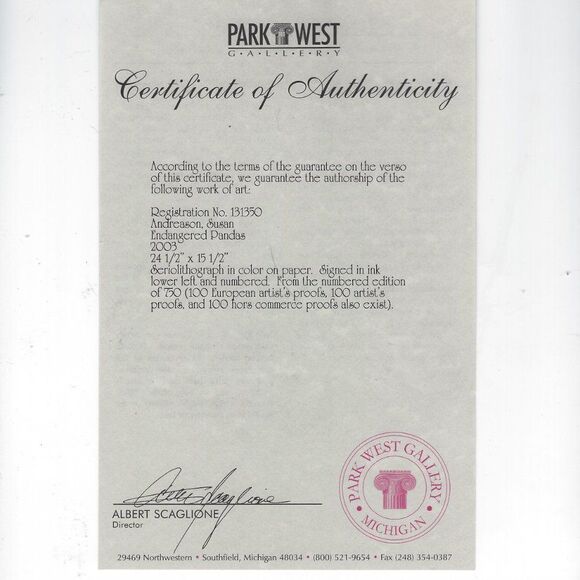 PARK WEST
G•A•L•L•E•R•Y
Certificate of Authenticity
According to the terms of the guarantee on the verso
of this certificate, we guarantee the authorship of the
following work of art:
Registration No. 131350
Andreason, Susan
Endangered Pandas
2003
24 1/2" x 15 1/2"
Seriolithograph in color on paper. Signed in ink
lower left and numbered. From the numbered edition
of 750 (100 European artist's proofs, 100 artist's
proofs, and 100 hors commerce proofs also exist).
ALBERT SCAGLIONE
Director
PARK WEST GALLERY • MICHIGAN •
29469 Northwestern • Southfield, Michigan 48034 • (800) 521-9654 • Fax (248) 354-0387